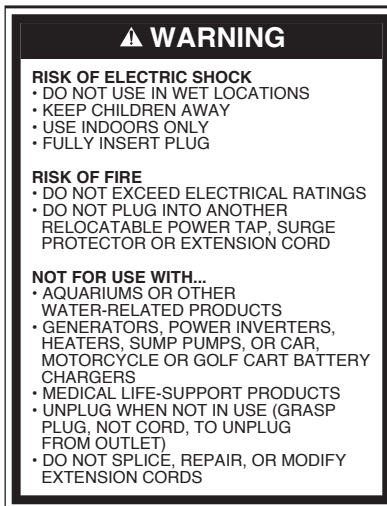 ⚠ WARNING
RISK OF ELECTRIC SHOCK
• DO NOT USE IN WET LOCATIONS
• KEEP CHILDREN AWAY
• USE INDOORS ONLY
• FULLY INSERT PLUG
RISK OF FIRE
• DO NOT EXCEED ELECTRICAL RATINGS
• DO NOT PLUG INTO ANOTHER
RELOCATABLE POWER TAP, SURGE
PROTECTOR OR EXTENSION CORD
NOT FOR USE WITH...
• AQUARIUMS OR OTHER
WATER-RELATED PRODUCTS
• GENERATORS, POWER INVERTERS,
HEATERS, SUMP PUMPS, OR CAR,
MOTORCYCLE OR GOLF CART BATTERY
CHARGERS
• MEDICAL LIFE-SUPPORT PRODUCTS
• UNPLUG WHEN NOT IN USE (GRASP
PLUG, NOT CORD, TO UNPLUG
FROM OUTLET)
• DO NOT SPLICE, REPAIR, OR MODIFY
EXTENSION CORDS